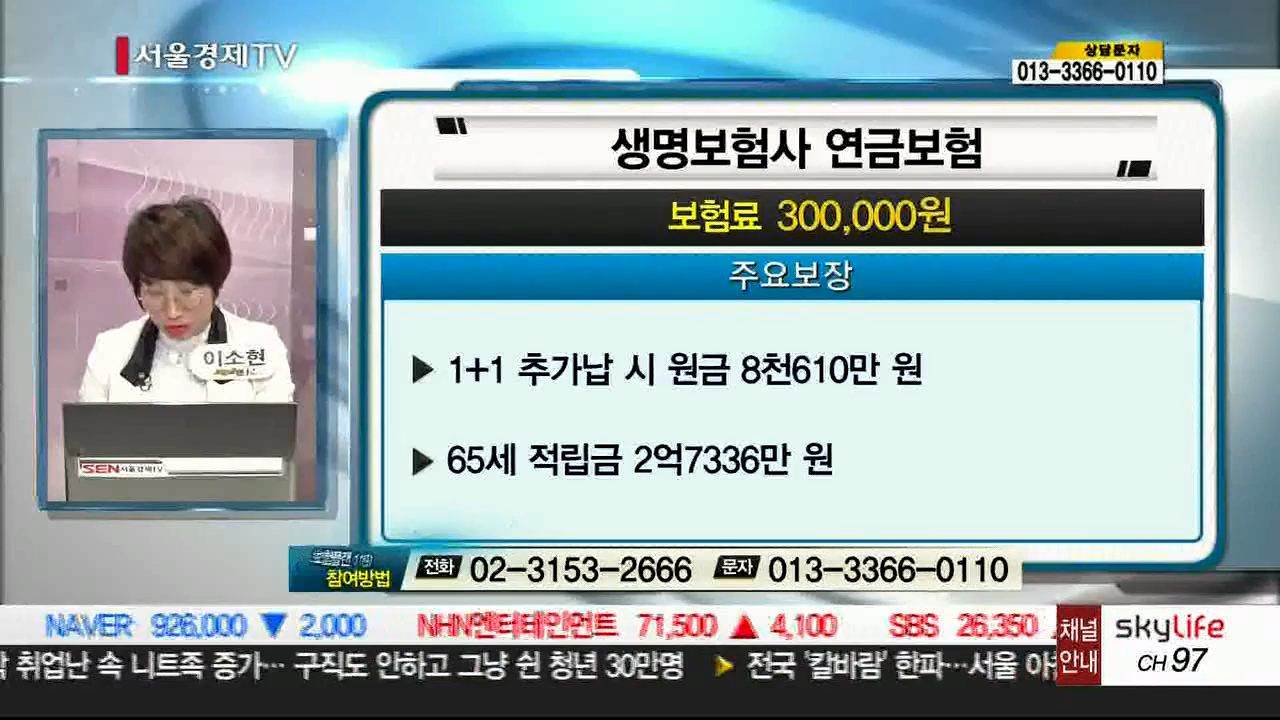 서울경제TV
상담문자
013-3366-0110
생명보험사 연금보험
보험료 300,000원
주요보장
▶ 1+1 추가납 시 원금 8천610만 원
▶ 65세 적립금 2억7336만 원
이소현
SEN 서울경제TV
참여방법
전화 02-3153-2666 문자 013-3366-0110
NAVER 926,000 ▼ 2,000 NHN엔터테인먼트 71,500 ▲ 4,100 SBS 26,350
취업난 속 니트족 증가… 구직도 안하고 그냥 쉰 청년 30만명 ▶ 전국 '칼바람' 한파…서울
채널
안내
skylife
CH 97